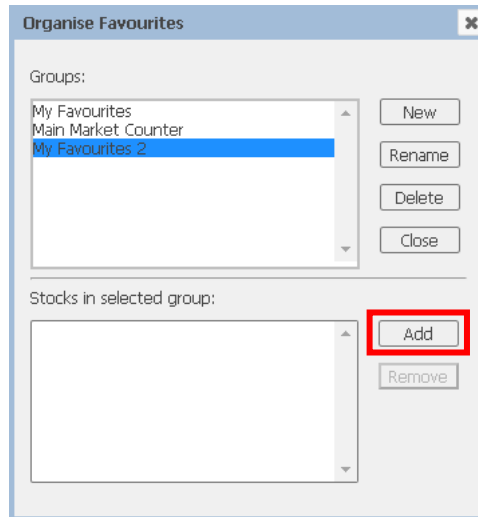 Organise Favourites
Groups:
My Favourites
Main Market Counter
My Favourites 2
New
Rename
Delete
Close
Stocks in selected group:
Add
Remove